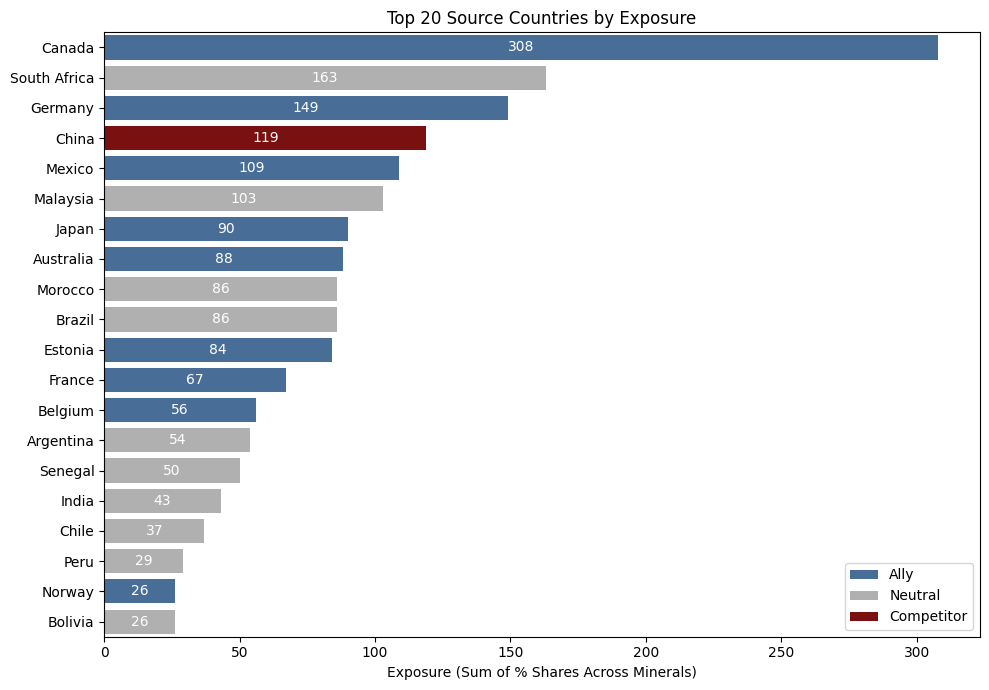 Top 20 Source Countries by Exposure
Canada 308
South Africa 163
Germany 149
China 119
Mexico 109
Malaysia 103
Japan 90
Australia 88
Morocco 86
Brazil 86
Estonia 84
France 67
Belgium 56
Argentina 54
Senegal 50
India 43
Chile 37
Peru 29
Norway 26
Bolivia 26
Ally
Neutral
Competitor
0 50 100 150 200 250 300
Exposure (Sum of % Shares Across Minerals)